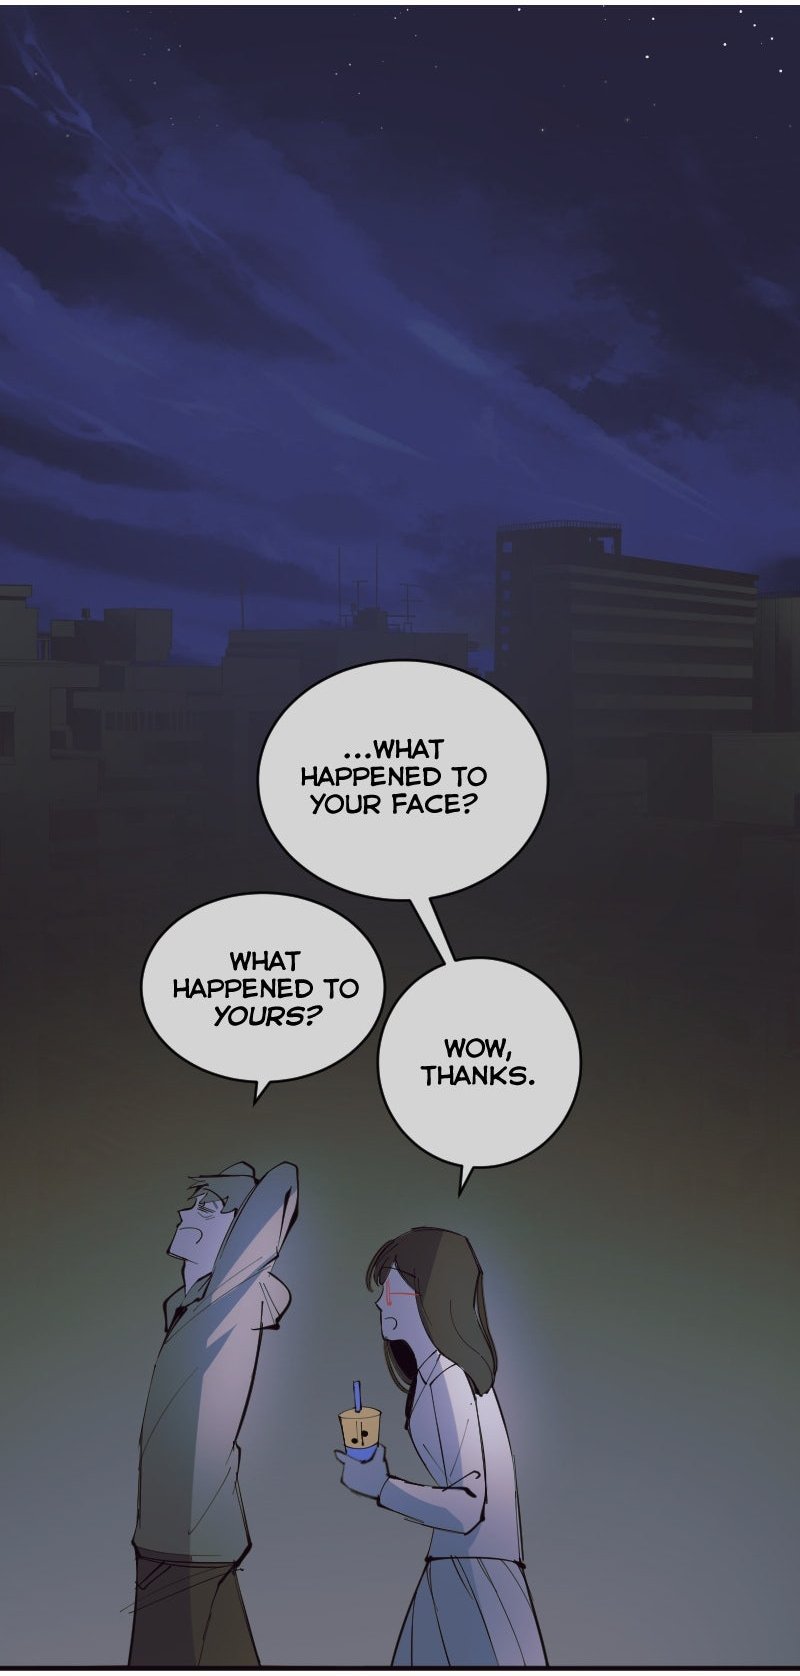 ...WHAT
HAPPENED TO
YOUR FACE?
WHAT
HAPPENED TO
YOURS?
WOW,
THANKS.